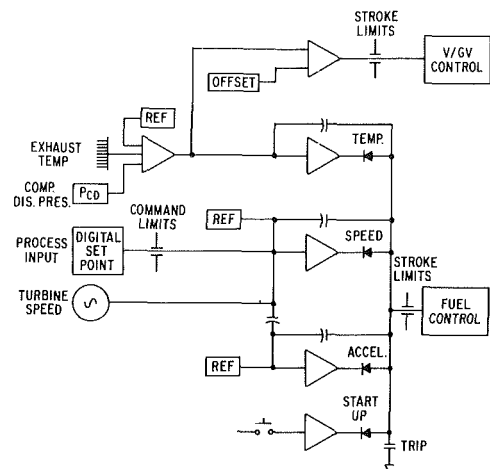 STROKE
LIMITS
V/GV
CONTROL
OFFSET
REF
EXHAUST
TEMP
COMP.
DIS. PRES.
PCD
TEMP.
COMMAND
LIMITS
REF
PROCESS
INPUT
DIGITAL
SET
POINT
SPEED
STROKE
LIMITS
TURBINE
SPEED
FUEL
CONTROL
REF
ACCEL.
START
UP
TRIP